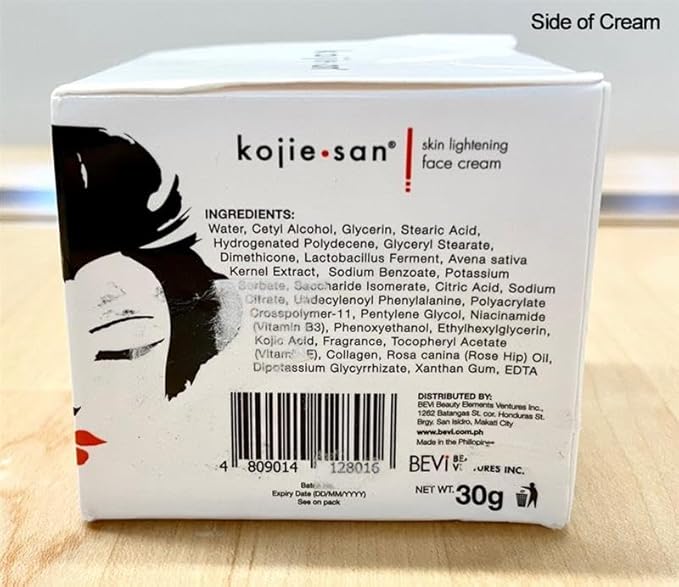 Side of Cream
kojie.san® skin lightening
face cream
INGREDIENTS:
Water, Cetyl Alcohol, Glycerin, Stearic Acid,
Hydrogenated Polydecene, Glyceryl Stearate,
Dimethicone, Lactobacillus Ferment, Avena sativa
Kernel Extract, Sodium Benzoate, Potassium
Sorbate, Saccharide Isomerate, Citric Acid, Sodium
Citrate, Undecylenoyl Phenylalanine, Polyacrylate
Crosspolymer-11, Pentylene Glycol, Niacinamide
(Vitamin B3), Phenoxyethanol, Ethylhexylglycerin,
Kojic Acid, Fragrance, Tocopheryl Acetate
(Vitamin E), Collagen, Rosa canina (Rose Hip) Oil,
Dipotassium Glycyrrhizate, Xanthan Gum, EDTA
4 809014 128016
Expiry Date (DD/MM/YYYY)
See on pack
DISTRIBUTED BY:
BEVi Beauty Elements Ventures Inc.,
1262 Batangas St. cor. Honduras St.
Brgy. San Isidro, Makati City
www.bevi.com.ph
Made in the Philippines
BEVi
INC.
NET WT. 30g